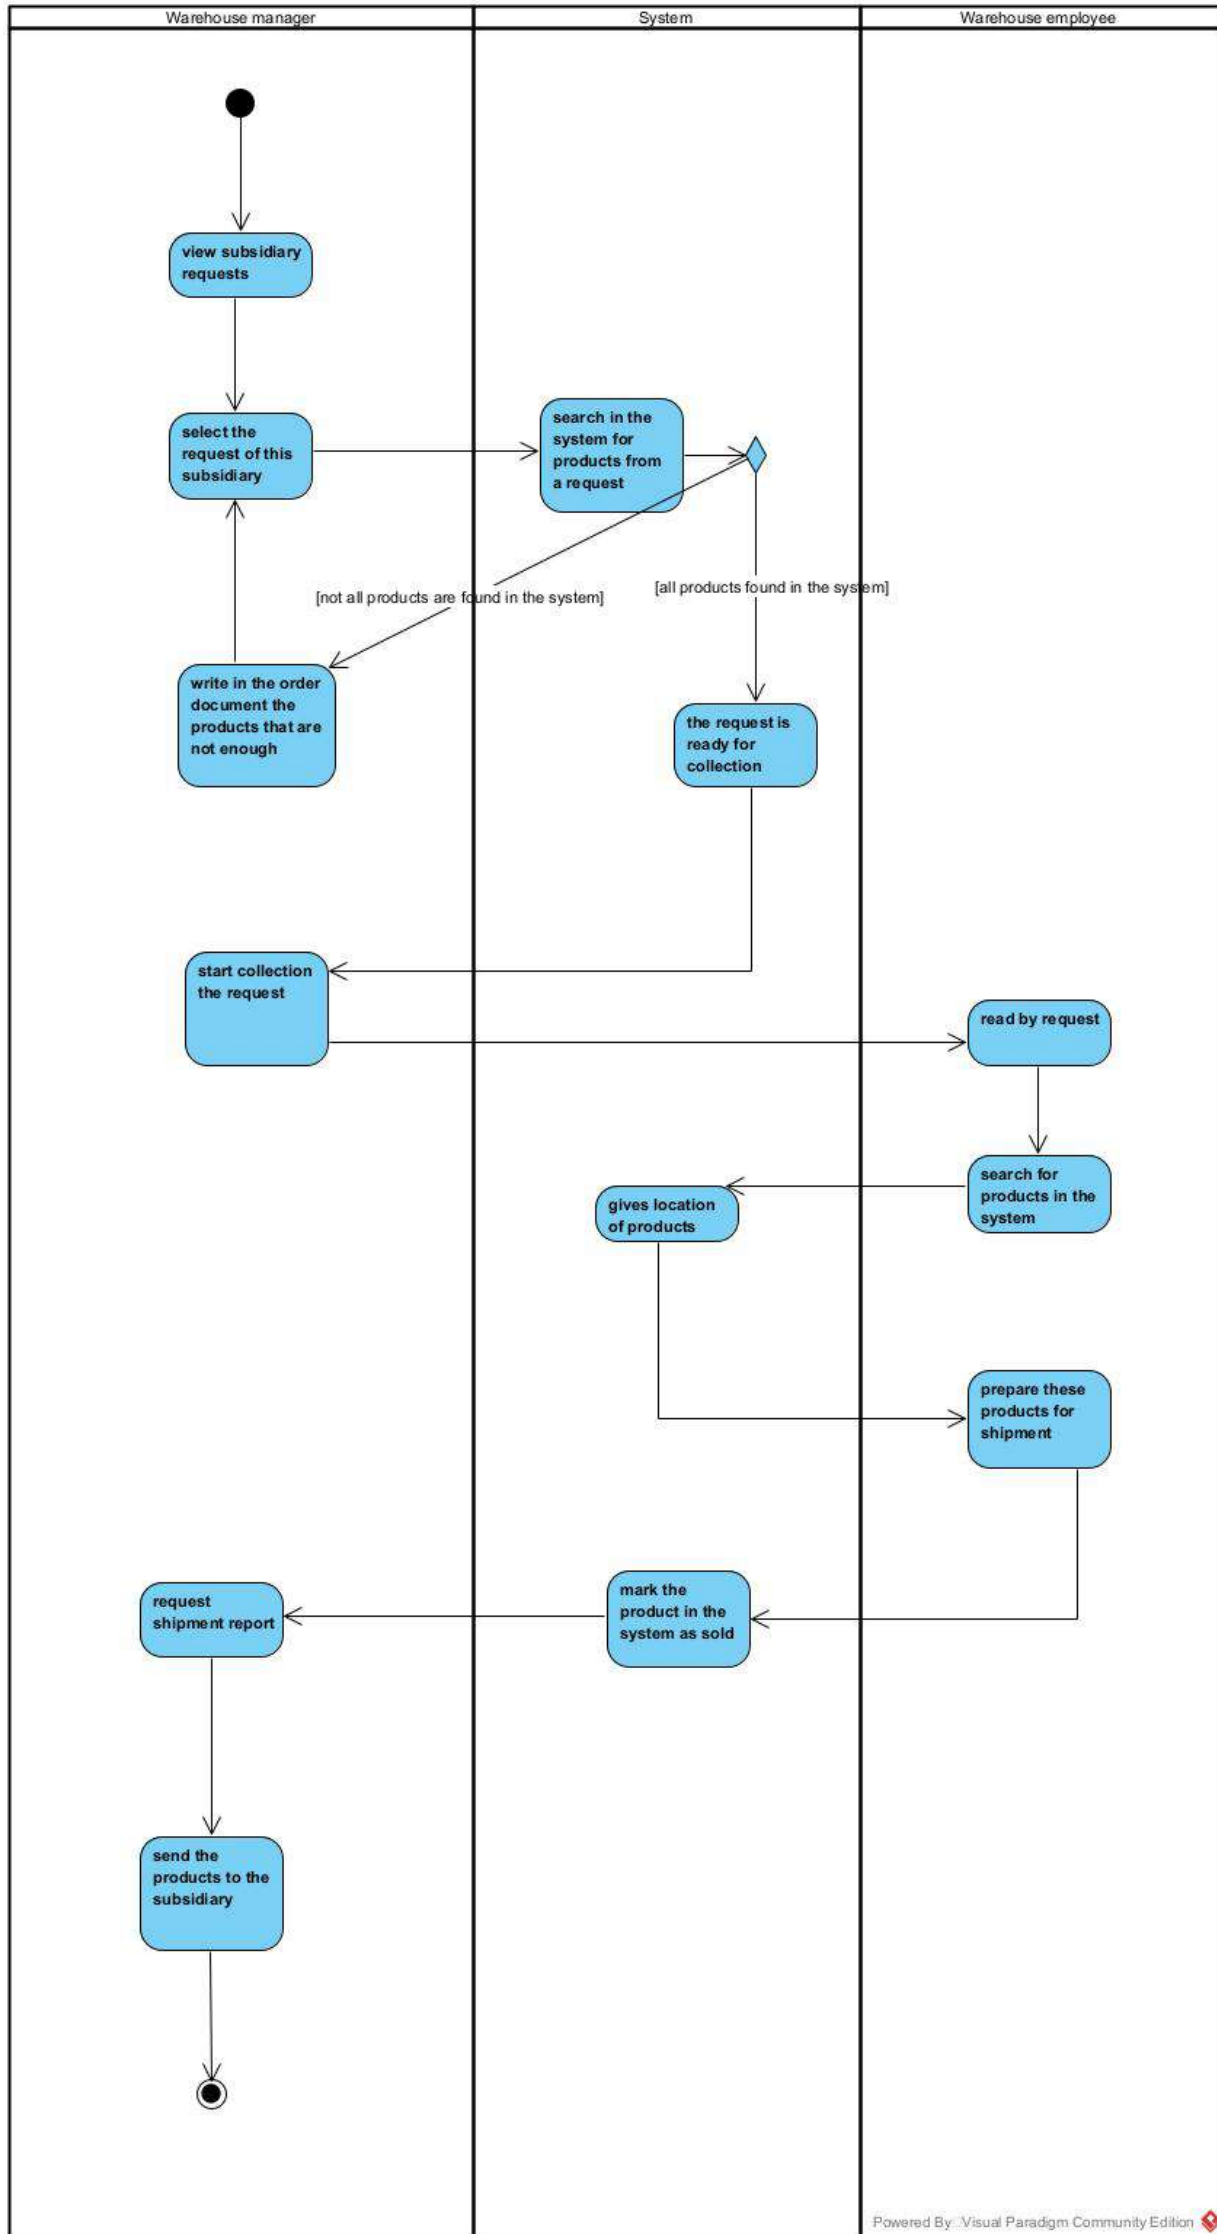 Warehouse manager
System
Warehouse employee
view subsidiary
requests
select the
request of this
subsidiary
search in the
system for
products from
a request
[not all products are found in the system]
[all products found in the system]
write in the order
document the
products that are
not enough
the request is
ready for
collection
start collection
the request
read by request
search for
products in the
system
gives location
of products
prepare these
products for
shipment
mark the
product in the
system as sold
request
shipment report
send the
products to the
subsidiary
Powered By Visual Paradigm Community Edition